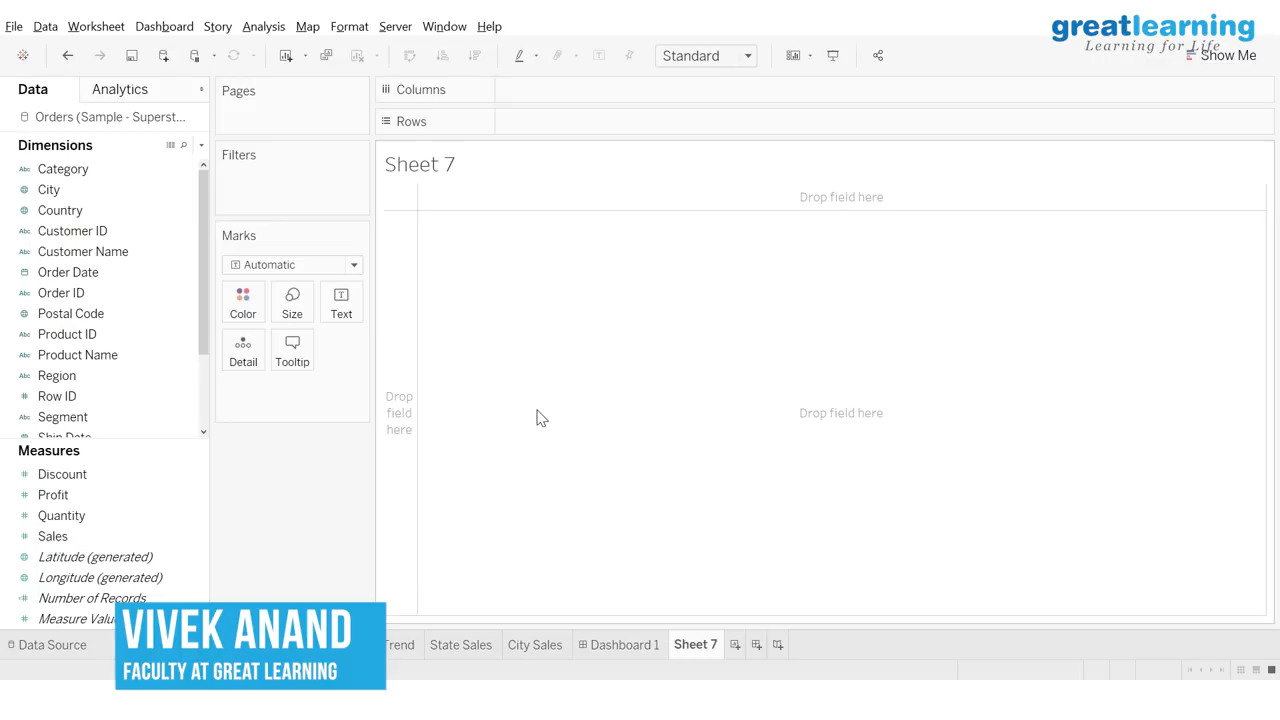 File Data Worksheet Dashboard Story Analysis Map Format Server Window Help
greatlearning
Learning for Life
Standard
Show Me
Data Analytics
Orders (Sample - Superst...
Dimensions
Category
City
Country
Customer ID
Customer Name
Order Date
Order ID
Postal Code
Product ID
Product Name
Region
Row ID
Segment
Ship Date
Measures
Discount
Profit
Quantity
Sales
Latitude (generated)
Longitude (generated)
Number of Records
Measure
Pages
Filters
Marks
Automatic
Color Size Text
Detail Tooltip
Columns
Rows
Sheet 7
Drop field here
Drop
field
here
Drop field here
VIVEK ANAND
FACULTY AT GREAT LEARNING
Data Source Trend State Sales City Sales Dashboard 1 Sheet 7